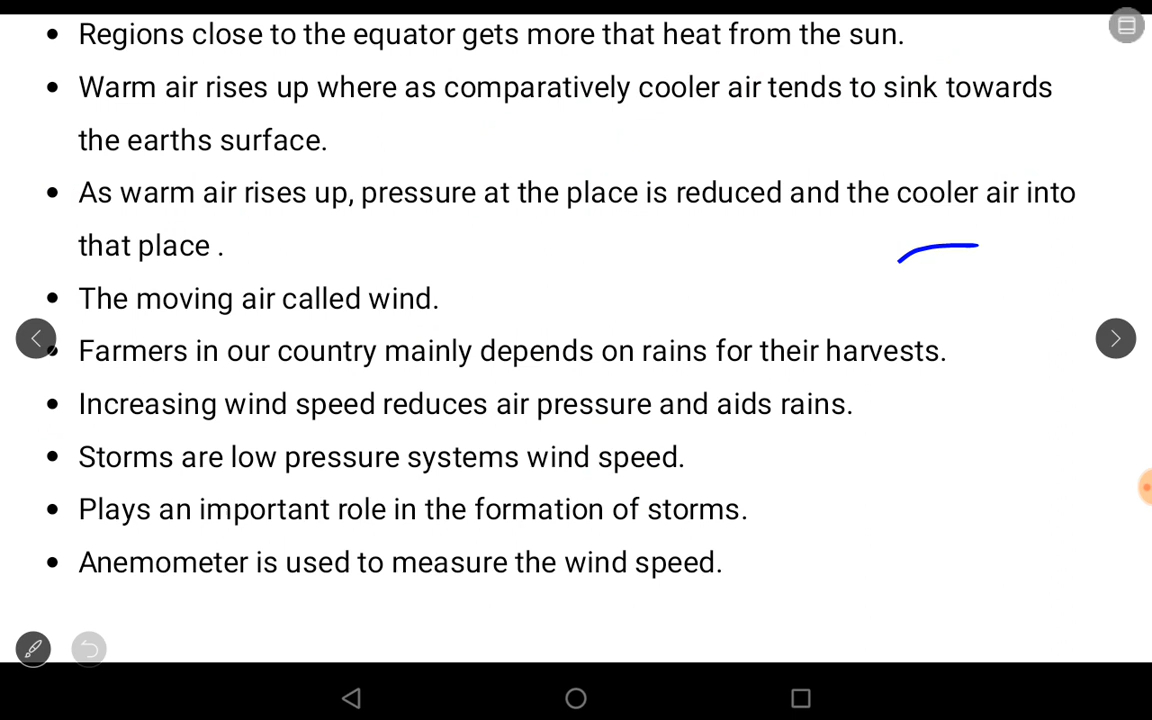 • Regions close to the equator gets more that heat from the sun.
• Warm air rises up where as comparatively cooler air tends to sink towards
the earths surface.
• As warm air rises up, pressure at the place is reduced and the cooler air into
that place .
• The moving air called wind.
• Farmers in our country mainly depends on rains for their harvests.
• Increasing wind speed reduces air pressure and aids rains.
• Storms are low pressure systems wind speed.
• Plays an important role in the formation of storms.
• Anemometer is used to measure the wind speed.